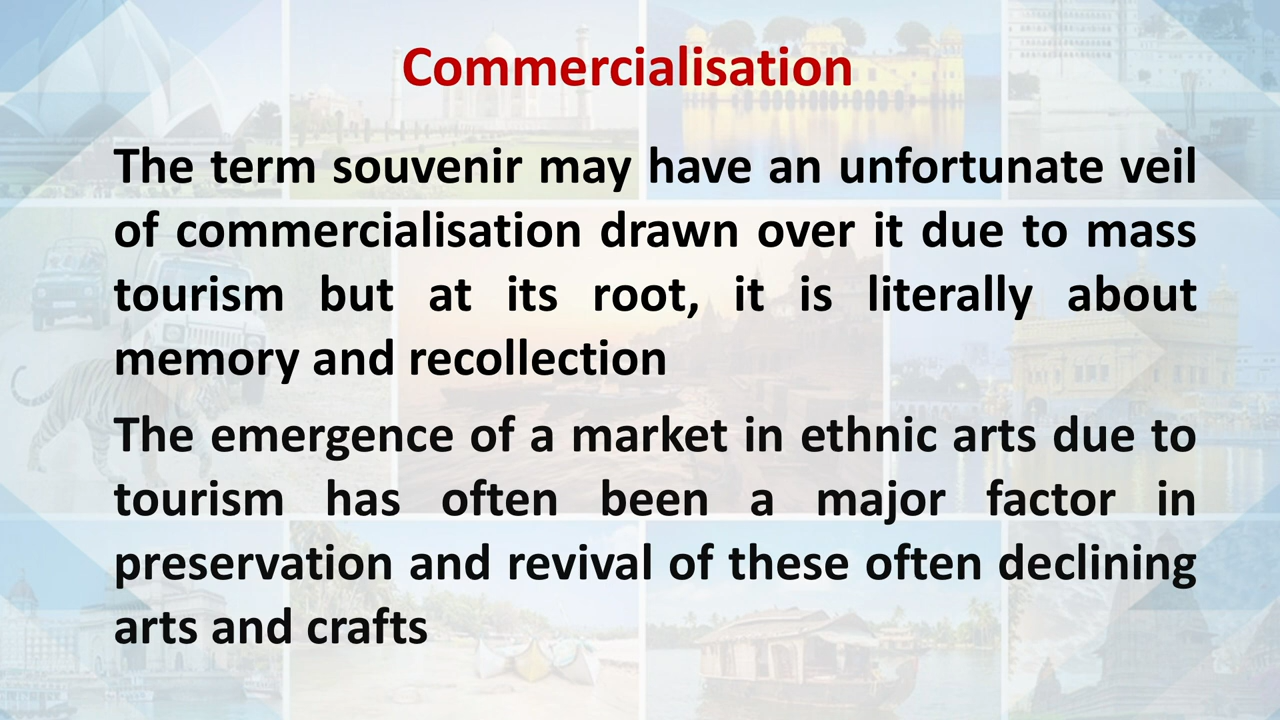 Commercialisation
The term souvenir may have an unfortunate veil
of commercialisation drawn over it due to mass
tourism but at its root, it is literally about
memory and recollection
The emergence of a market in ethnic arts due to
tourism has often been a major factor in
preservation and revival of these often declining
arts and crafts